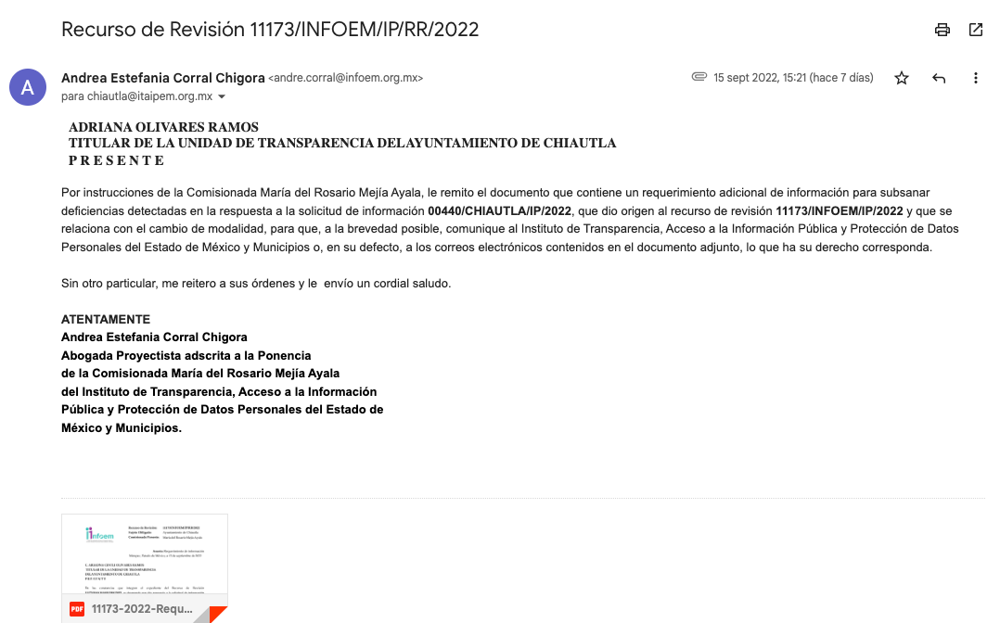 Recurso de Revisión 11173/INFOEM/IP/RR/2022
A
Andrea Estefania Corral Chigora <andre.corral@infoem.org.mx>
15 sept 2022, 15:21 (hace 7 días)
para chiautla@itaipem.org.mx
ADRIANA OLIVARES RAMOS
TITULAR DE LA UNIDAD DE TRANSPARENCIA DELAYUNTAMIENTO DE CHIAUTLA
P R E S E N T E
Por instrucciones de la Comisionada María del Rosario Mejía Ayala, le remito el documento que contiene un requerimiento adicional de información para subsanar
deficiencias detectadas en la respuesta a la solicitud de información 00440/CHIAUTLA/IP/2022, que dio origen al recurso de revisión 11173/INFOEM/IP/2022 y que se
relaciona con el cambio de modalidad, para que, a la brevedad posible, comunique al Instituto de Transparencia, Acceso a la Información Pública y Protección de Datos
Personales del Estado de México y Municipios o, en su defecto, a los correos electrónicos contenidos en el documento adjunto, lo que ha su derecho corresponda.
Sin otro particular, me reitero a sus órdenes y le envío un cordial saludo.
ATENTAMENTE
Andrea Estefania Corral Chigora
Abogada Proyectista adscrita a la Ponencia
de la Comisionada María del Rosario Mejía Ayala
del Instituto de Transparencia, Acceso a la Información
Pública y Protección de Datos Personales del Estado de
México y Municipios.
infoem
PDF
11173-2022-Requ...